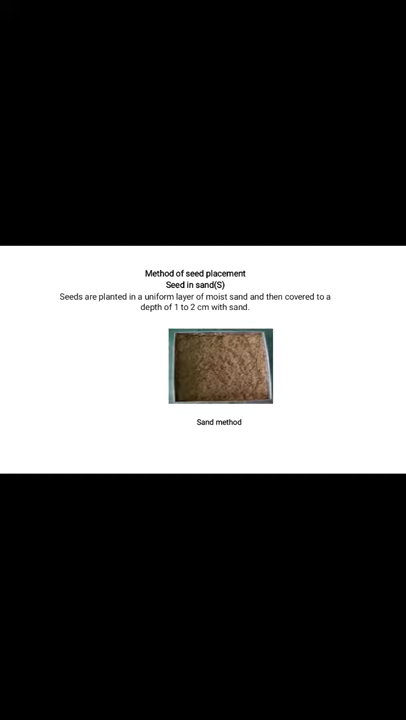 Method of seed placement
Seed in sand(S)
Seeds are planted in a uniform layer of moist sand and then covered to a
depth of 1 to 2 cm with sand.
Sand method